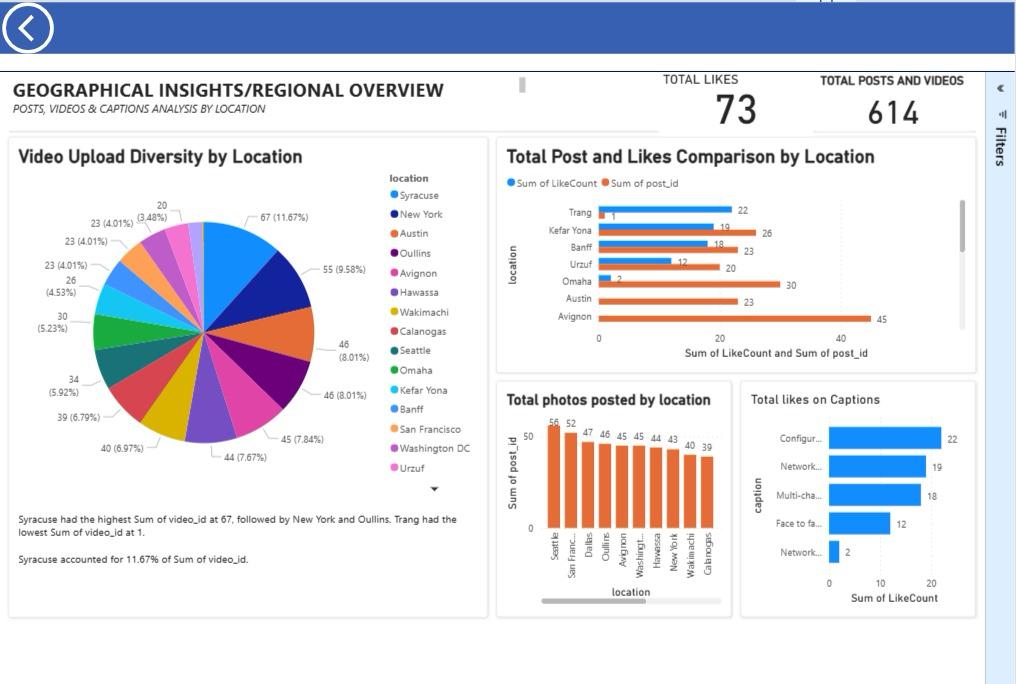 GEOGRAPHICAL INSIGHTS/REGIONAL OVERVIEW
POSTS, VIDEOS & CAPTIONS ANALYSIS BY LOCATION
TOTAL LIKES
73
TOTAL POSTS AND VIDEOS
614
Filters
Video Upload Diversity by Location
67 (11.67%)
55 (9.58%)
46
(8.01%)
46 (8.01%)
45 (7.84%)
44 (7.67%)
40 (6.97%)
39 (6.79%)
34
(5.92%)
30
(5.23%)
26
(4.53%)
23 (4.01%)
23 (4.01%)
23 (4.01%)
20
(3.48%)
location
Syracuse
New York
Austin
Oullins
Avignon
Hawassa
Wakimachi
Calanogas
Seattle
Omaha
Kefar Yona
Banff
San Francisco
Washington DC
Urzuf
Syracuse had the highest Sum of video_id at 67, followed by New York and Oullins. Trang had the
lowest Sum of video_id at 1.
Syracuse accounted for 11.67% of Sum of video_id.
Total Post and Likes Comparison by Location
Sum of LikeCount Sum of post_id
location
Trang 22 1
Kefar Yona 19 26
Banff 18 23
Urzuf 12 20
Omaha 2 30
Austin 23
Avignon 45
0 20 40
Sum of LikeCount and Sum of post_id
Total photos posted by location
Sum of post_id
50
0
56 52 47 46 45 45 44 43 40 39
Seattle
San Franc...
Dallas
Oullins
Avignon
Washingt...
Hawassa
New York
Wakimachi
Calanogas
location
Total likes on Captions
caption
Configur... 22
Network... 19
Multi-cha... 18
Face to fa... 12
Network... 2
0 10 20
Sum of LikeCount